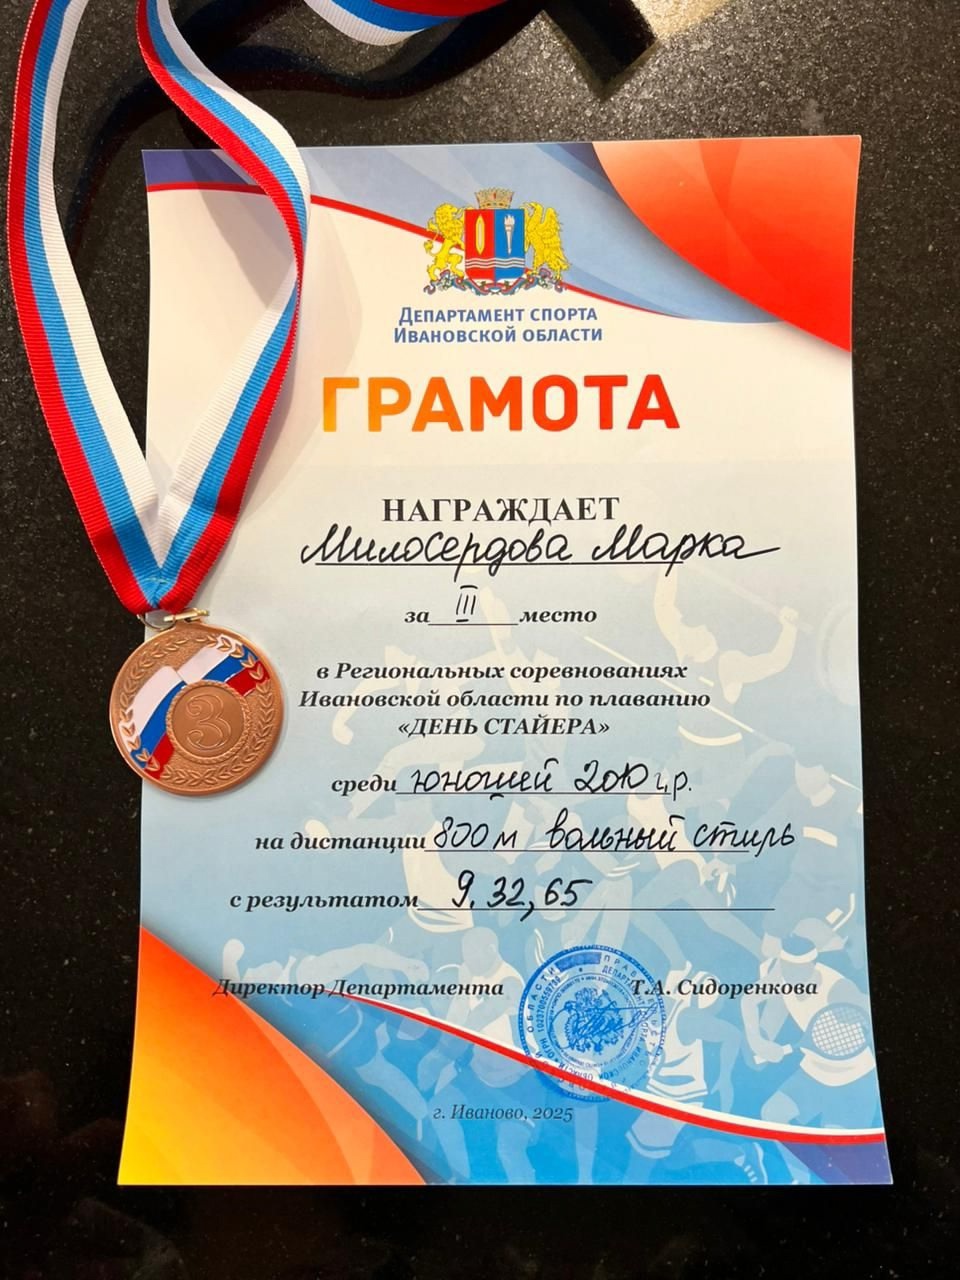 Департамент спорта
Ивановской области
ГРАМОТА
НАГРАЖДАЕТ
Милосердова Марка
за III место
в Региональных соревнованиях
Ивановской области по плаванию
«ДЕНЬ СТАЙЕРА»
среди юношей 2010 г.р.
на дистанции 800 м вольный стиль
с результатом 9.32,65
Директор Департамента Т.А. Сидоренкова
г. Иваново, 2025
3